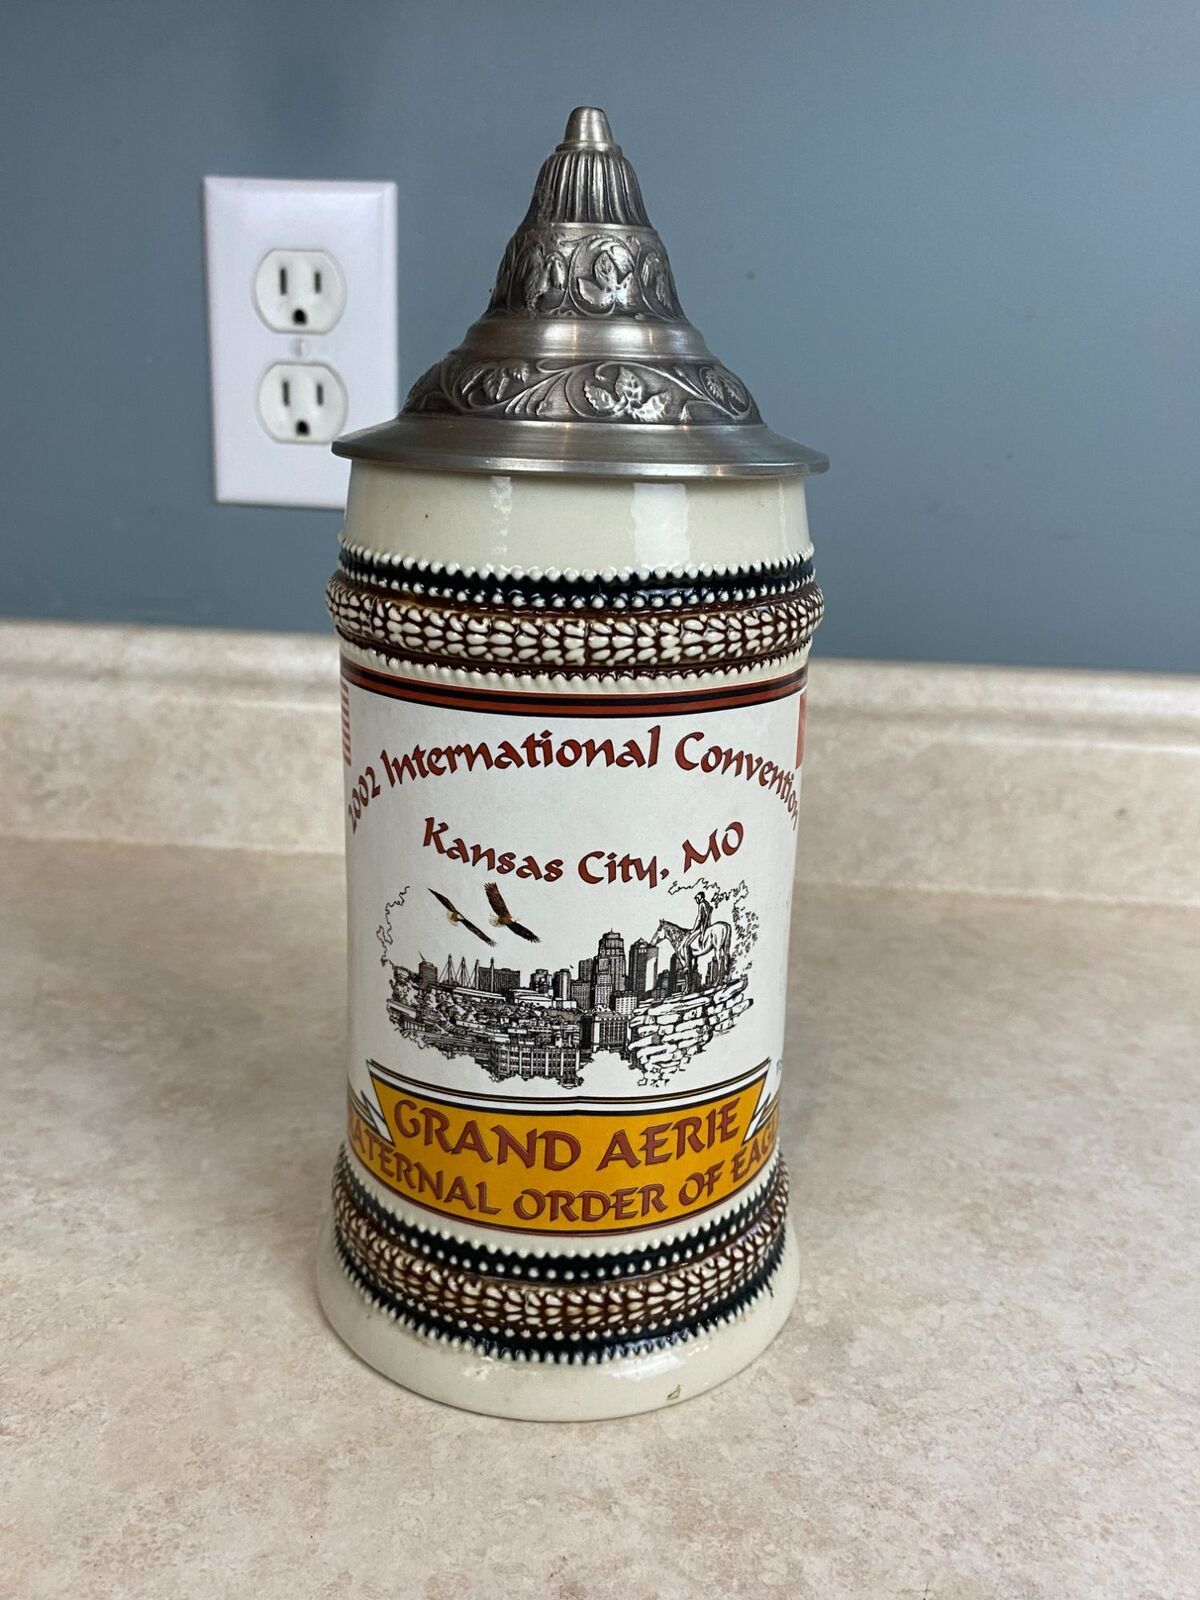 2002 International Convention
Kansas City, MO
GRAND AERIE
ATERNAL ORDER OF EAG